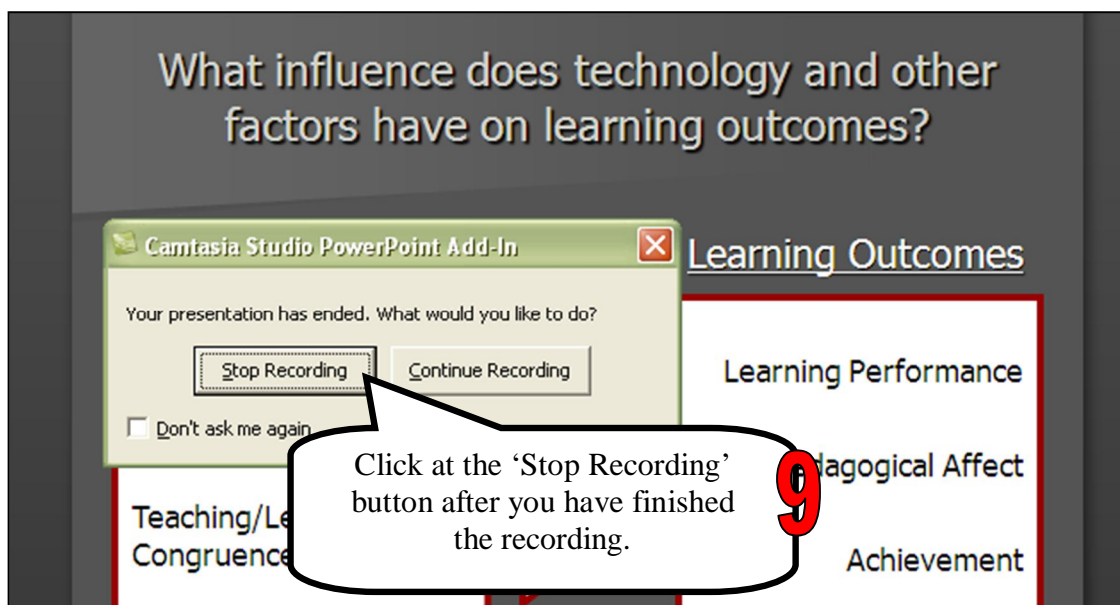 What influence does technology and other
factors have on learning outcomes?
Camtasia Studio PowerPoint Add-In
Your presentation has ended. What would you like to do?
Stop Recording
Continue Recording
Don't ask me again
Learning Outcomes
Learning Performance
Click at the ‘Stop Recording’
button after you have finished
the recording.
9
Affect
Achievement
Congruence